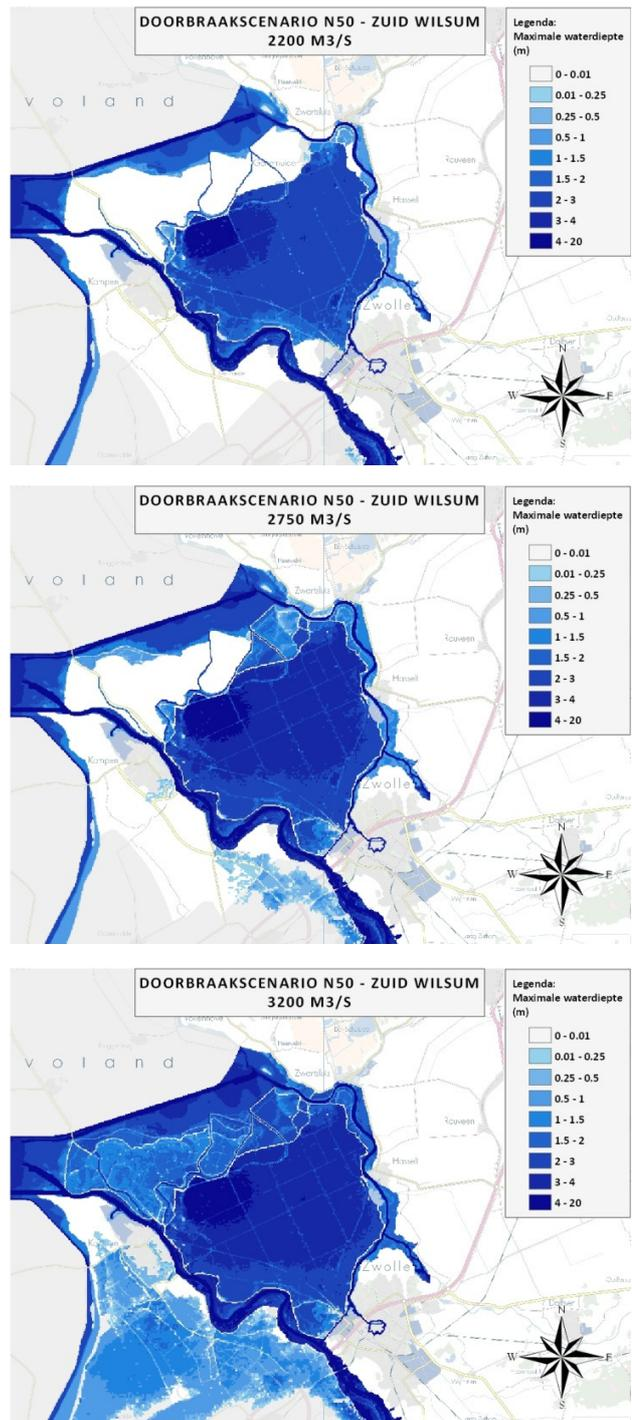 DOORBRAAKSCENARIO N50 - ZUID WILSUM
2200 M3/S
Legenda:
Maximale waterdiepte
(m)
0 - 0.01
0.01 - 0.25
0.25 - 0.5
0.5 - 1
1 - 1.5
1.5 - 2
2 - 3
3 - 4
4 - 20
voland
Zwartsluis
Rouveen
Hasselt
Kampen
Zwolle
Dalfsen
N
W
E
S
DOORBRAAKSCENARIO N50 - ZUID WILSUM
2750 M3/S
Legenda:
Maximale waterdiepte
(m)
0 - 0.01
0.01 - 0.25
0.25 - 0.5
0.5 - 1
1 - 1.5
1.5 - 2
2 - 3
3 - 4
4 - 20
voland
Zwartsluis
Rouveen
Hasselt
Kampen
Zwolle
N
W
E
S
DOORBRAAKSCENARIO N50 - ZUID WILSUM
3200 M3/S
Legenda:
Maximale waterdiepte
(m)
0 - 0.01
0.01 - 0.25
0.25 - 0.5
0.5 - 1
1 - 1.5
1.5 - 2
2 - 3
3 - 4
4 - 20
voland
Zwartsluis
Rouveen
Hasselt
Zwolle
N
W
E
S